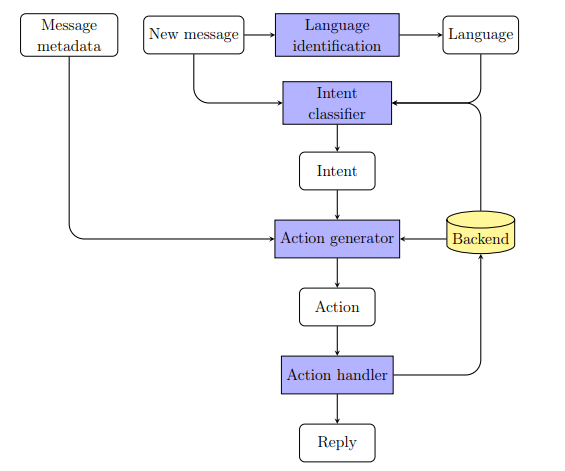 Message
metadata
New message
Language
identification
Language
Intent
classifier
Intent
Action generator
Backend
Action
Action handler
Reply